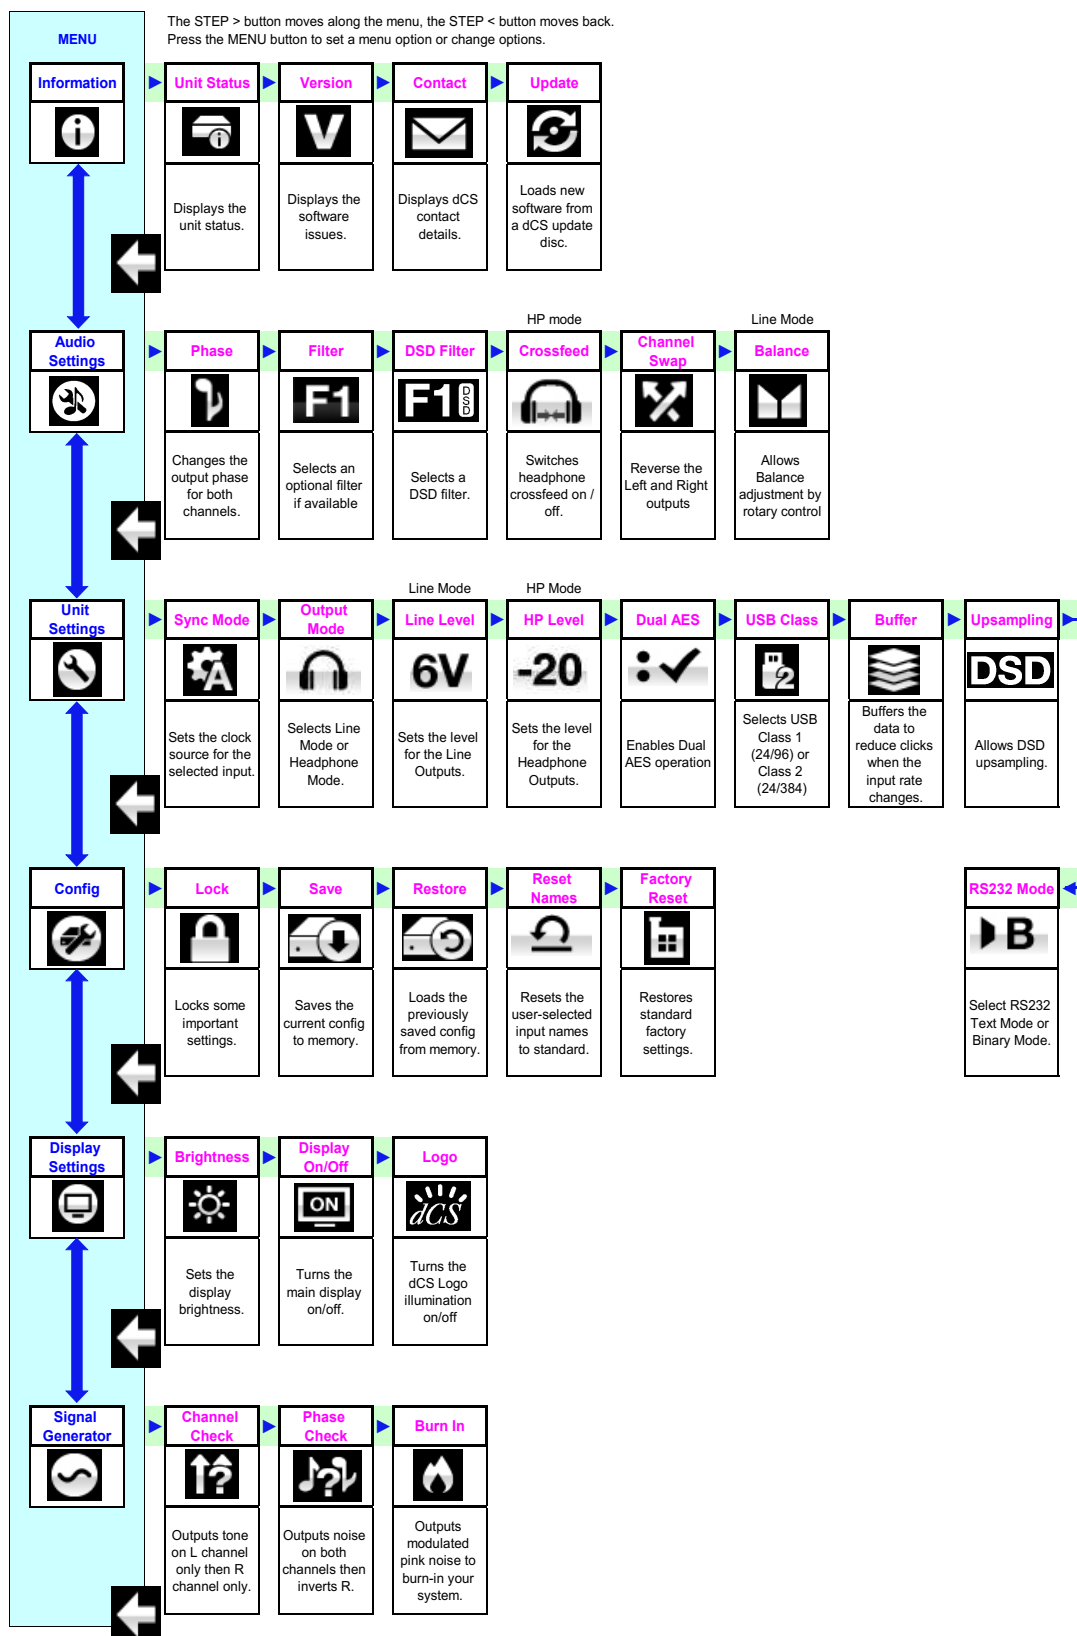 The STEP > button moves along the menu, the STEP < button moves back.
MENU
Press the MENU button to set a menu option or change options.
Information
Unit Status
Version
Contact
Update
V
Displays the
unit status.
Displays the
software
issues.
Displays dCS
contact
details.
Loads new
software from
a dCS update
disc.
HP mode
Line Mode
Audio
Settings
Phase
Filter
DSD Filter
Crossfeed
Channel
Swap
Balance
F1
F1 DSD
Changes the
output phase
for both
channels.
Selects an
optional filter
if available
Selects a
DSD filter.
Switches
headphone
crossfeed on /
off.
Reverse the
Left and Right
outputs
Allows
Balance
adjustment by
rotary control
Line Mode
HP Mode
Unit
Settings
Sync Mode
Output
Mode
Line Level
HP Level
Dual AES
USB Class
Buffer
Upsampling
A
6V
-20
2
DSD
Sets the clock
source for the
selected input.
Selects Line
Mode or
Headphone
Mode.
Sets the level
for the Line
Outputs.
Sets the level
for the
Headphone
Outputs.
Enables Dual
AES operation
Selects USB
Class 1
(24/96) or
Class 2
(24/384)
Buffers the
data to
reduce clicks
when the
input rate
changes.
Allows DSD
upsampling.
Config
Lock
Save
Restore
Reset
Names
Factory
Reset
RS232 Mode
B
Locks some
important
settings.
Saves the
current config
to memory.
Loads the
previously
saved config
from memory.
Resets the
user-selected
input names
to standard.
Restores
standard
factory
settings.
Select RS232
Text Mode or
Binary Mode.
Display
Settings
Brightness
Display
On/Off
Logo
ON
dCS
Sets the
display
brightness.
Turns the
main display
on/off.
Turns the
dCS Logo
illumination
on/off
Signal
Generator
Channel
Check
Phase
Check
Burn In
?
?
Outputs tone
on L channel
only then R
channel only.
Outputs noise
on both
channels then
inverts R.
Outputs
modulated
pink noise to
burn-in your
system.